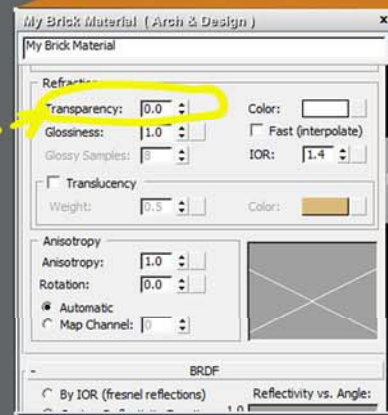 My Brick Material ( Arch & Design )
x
My Brick Material
Refraction
Transparency: 0.0
Color:
Glossiness: 1.0
Fast (interpolate)
Glossy Samples: 8
IOR: 1.4
Translucency
Weight: 0.5
Color:
Anisotropy
Anisotropy: 1.0
Rotation: 0.0
Automatic
Map Channel: 0
- BRDF
By IOR (fresnel reflections)
Reflectivity vs. Angle:
1.0